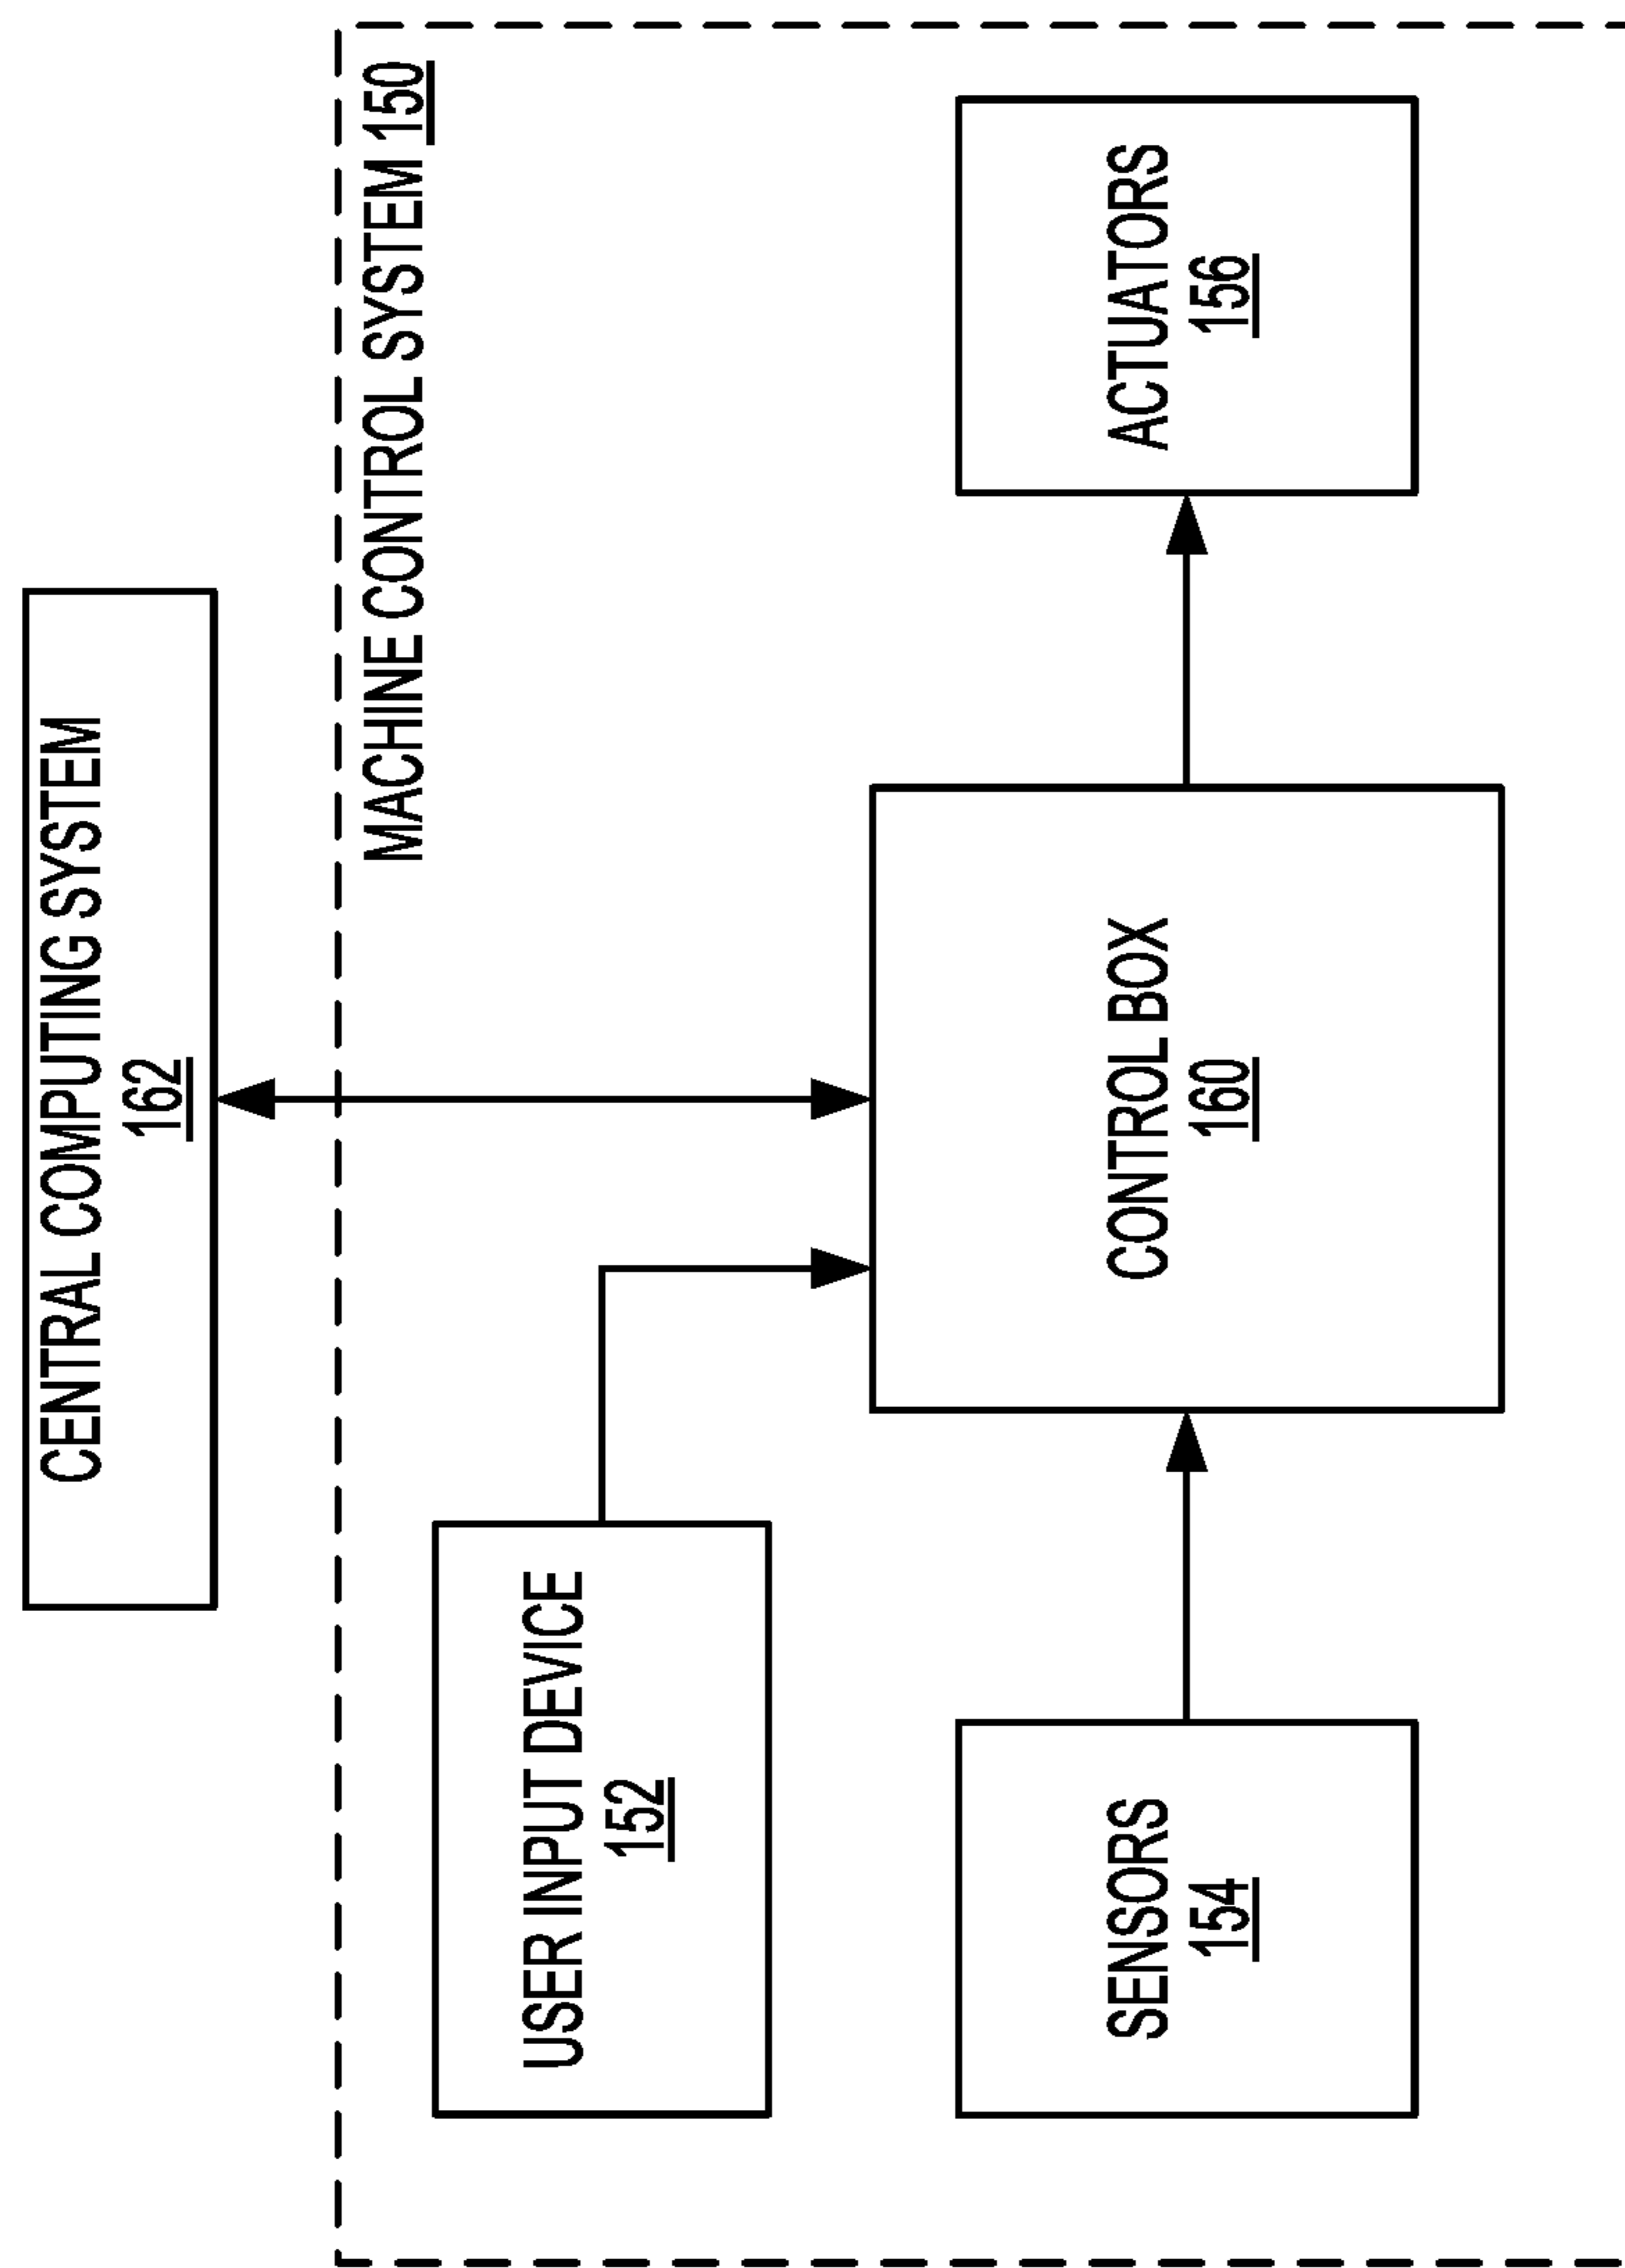 CENTRAL COMPUTING SYSTEM
162
MACHINE CONTROL SYSTEM 150
USER INPUT DEVICE
152
SENSORS
154
CONTROL BOX
160
ACTUATORS
156